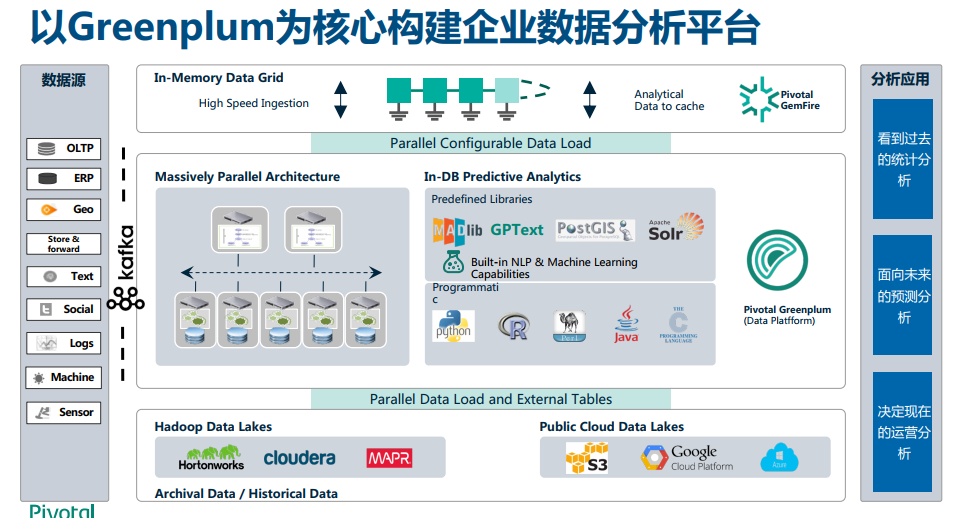 以Greenplum为核心构建企业数据分析平台
数据源
OLTP
ERP
Geo
Store &
forward
Text
Social
Logs
Machine
Sensor
kafka
In-Memory Data Grid
High Speed Ingestion
Analytical
Data to cache
Pivotal
GemFire
Parallel Configurable Data Load
Massively Parallel Architecture
In-DB Predictive Analytics
Predefined Libraries
MADlib
GPText
PostGIS
Apache
Solr
Built-in NLP & Machine Learning
Capabilities
Programmati
c
python
R
Perl
Java
THE
C
PROGRAMMING
LANGUAGE
Pivotal Greenplum
(Data Plattform)
Parallel Data Load and External Tables
Hadoop Data Lakes
Hortonworks
cloudera
MAPR
Public Cloud Data Lakes
S3
Google
Cloud Platform
Azure
Archival Data / Historical Data
分析应用
看到过去
的统计分
析
面向未来
的预测分
析
决定现在
的运营分
析
Pivotal